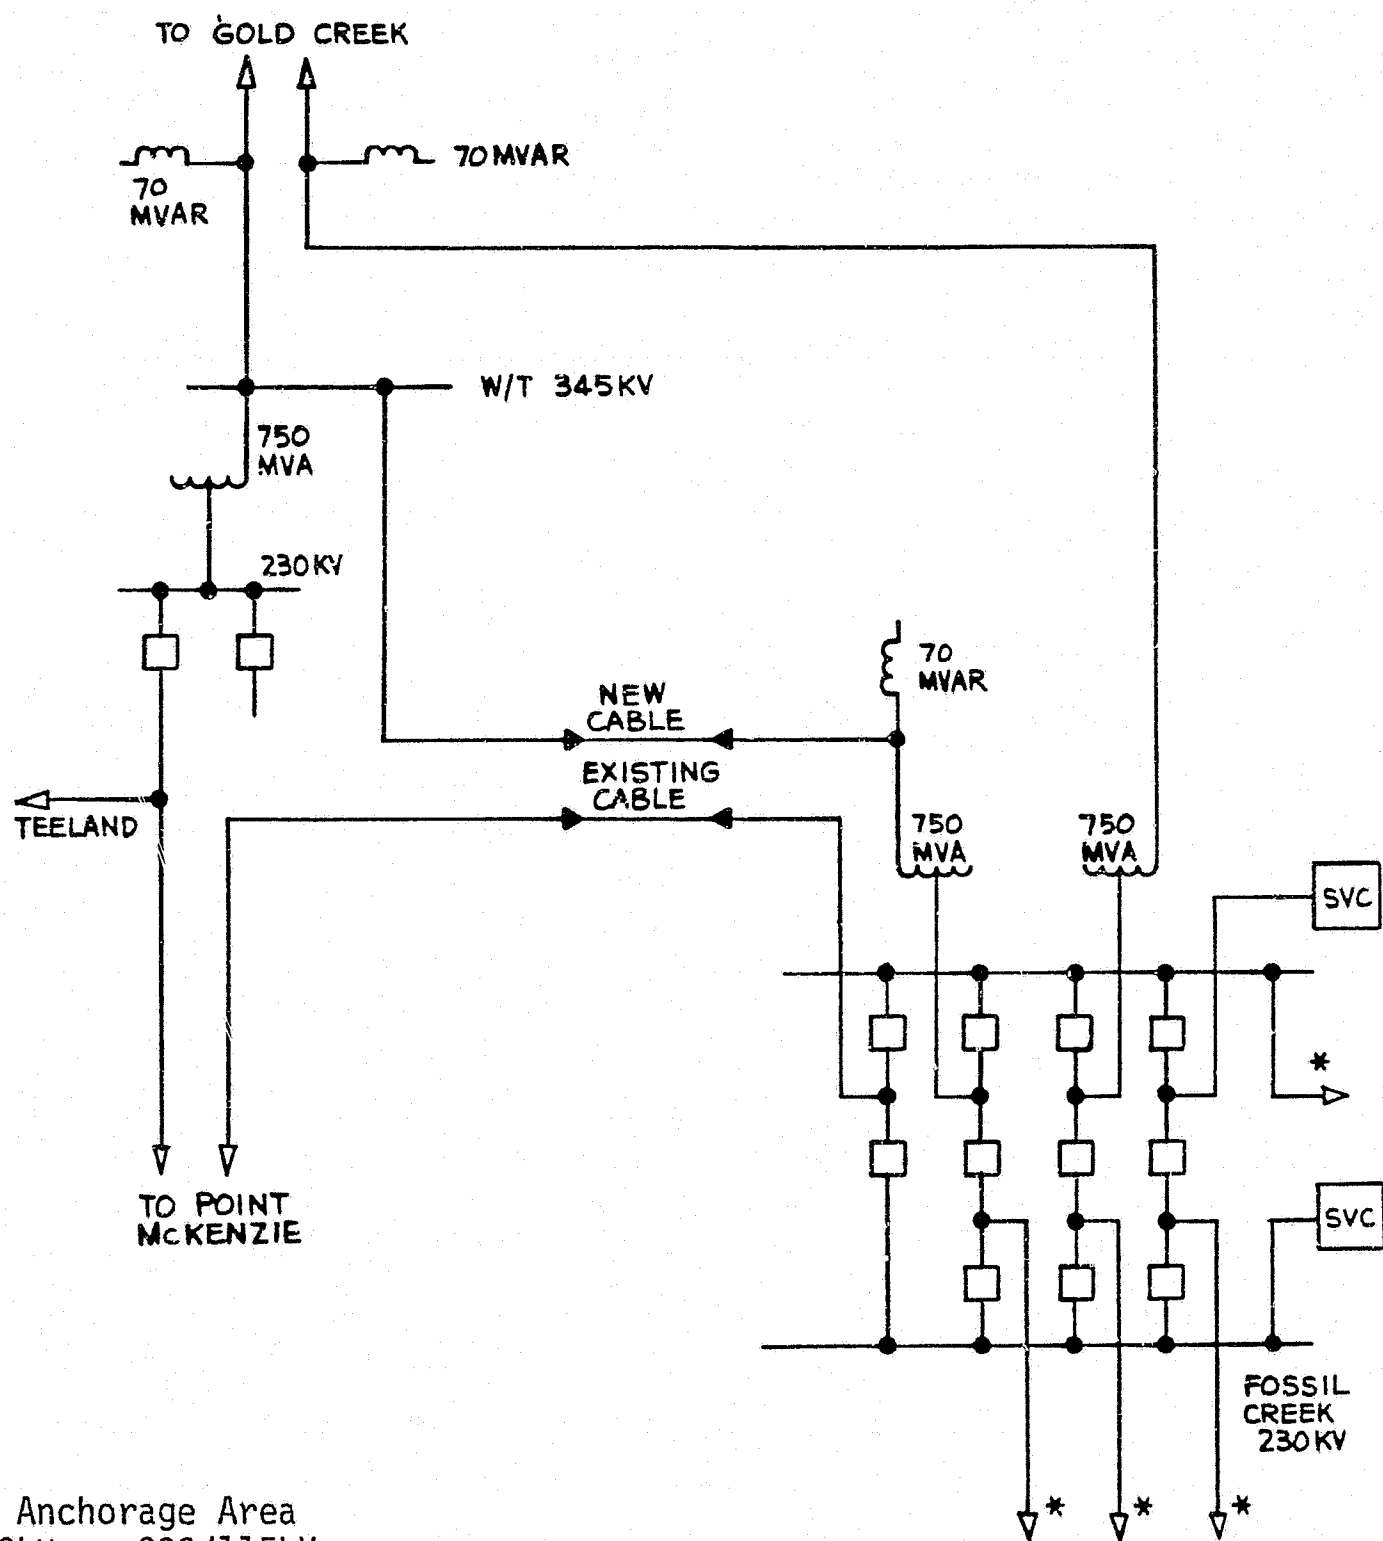 TO GOLD CREEK
70 MVAR
70
MVAR
W/T 345KV
750
MVA
230KV
70
MVAR
NEW
CABLE
EXISTING
CABLE
TEELAND
750
MVA
750
MVA
SVC
*
TO POINT
McKENZIE
SVC
FOSSIL
CREEK
230KV
* * *
Anchorage Area